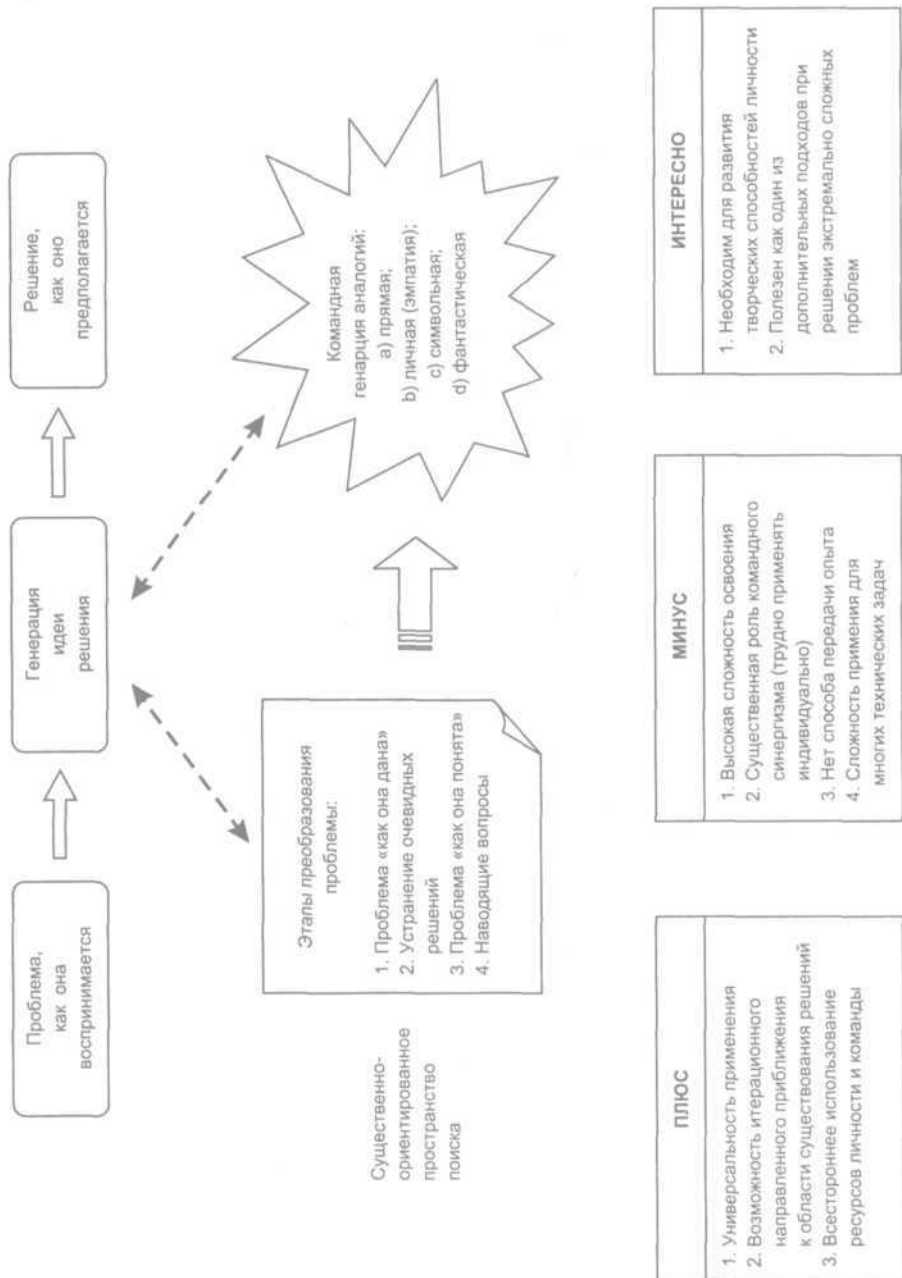 Проблема,
как она
воспринимается
Генерация
идеи
решения
Решение,
как оно
предполагается
Существенно-
ориентированное
пространство
поиска
Этапы преобразования
проблемы:
1. Проблема «как она дана»
2. Устранение очевидных
решений
3. Проблема «как она понята»
4. Наводящие вопросы
Командная
генарция аналогий:
a) прямая;
b) личная (эмпатия);
c) символьная;
d) фантастическая
ПЛЮС
1. Универсальность применения
2. Возможность итерационного
направленного приближения
к области существования решений
3. Всестороннее использование
ресурсов личности и команды
МИНУС
1. Высокая сложность освоения
2. Существенная роль командного
синергизма (трудно применять
индивидуально)
3. Нет способа передачи опыта
4. Сложность примения для
многих технических задач
ИНТЕРЕСНО
1. Необходим для развития
творческих способностей личности
2. Полезен как один из
дополнительных подходов при
решении экстремально сложных
проблем